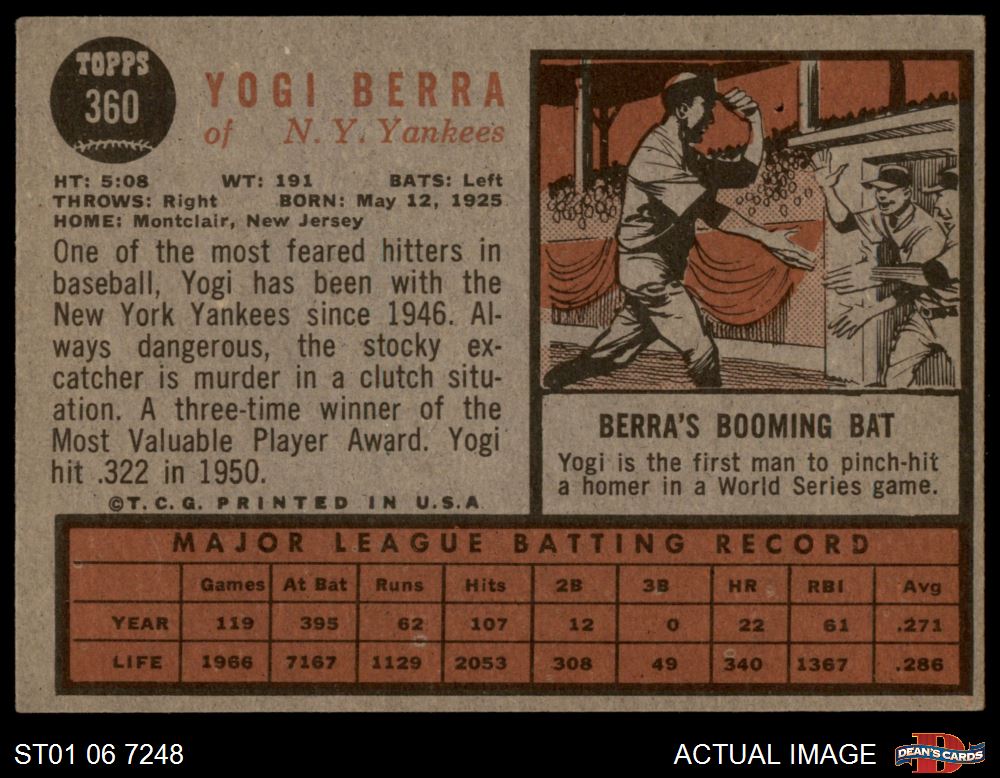 TOPPS
360
YOGI BERRA
of N. Y. Yankees
HT: 5:08 WT: 191 BATS: Left
THROWS: Right BORN: May 12, 1925
HOME: Montclair, New Jersey
One of the most feared hitters in
baseball, Yogi has been with the
New York Yankees since 1946. Al-
ways dangerous, the stocky ex-
catcher is murder in a clutch situ-
ation. A three-time winner of the
Most Valuable Player Award. Yogi
hit .322 in 1950.
©T. C. G. PRINTED IN U.S.A
BERRA'S BOOMING BAT
Yogi is the first man to pinch-hit
a homer in a World Series game.
MAJOR LEAGUE BATTING RECORD
Games At Bat Runs Hits 2B 3B HR RBI Avg
YEAR 119 395 62 107 12 0 22 61 .271
LIFE 1966 7167 1129 2053 308 49 340 1367 .286
ST01 06 7248
ACTUAL IMAGE
D
DEAN'S CARDS